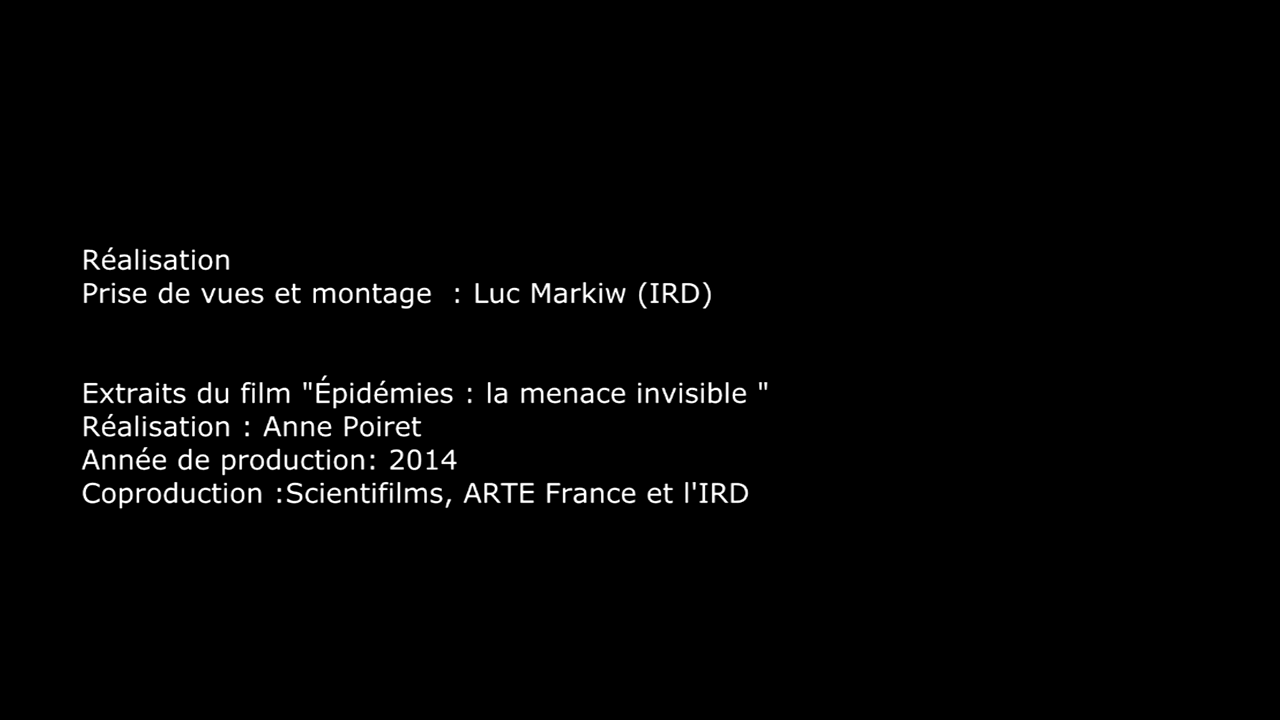 Réalisation
Prise de vues et montage  : Luc Markiw (IRD)
Extraits du film "Épidémies : la menace invisible "
Réalisation : Anne Poiret
Année de production: 2014
Coproduction :Scientifilms, ARTE France et l'IRD